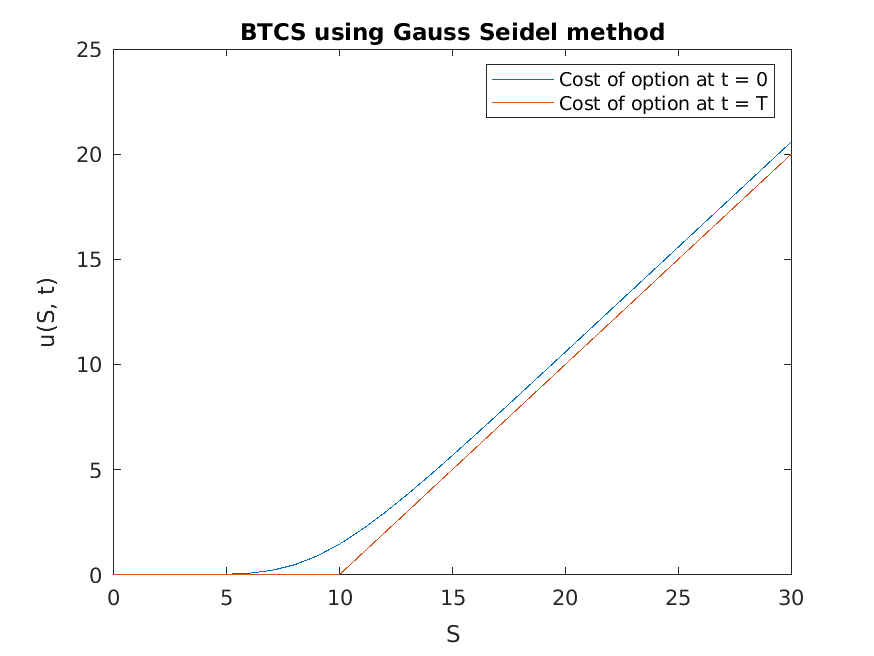 BTCS using Gauss Seidel method
Cost of option at t = 0
Cost of option at t = T
25
20
15
10
5
0
u(S, t)
0 5 10 15 20 25 30
S